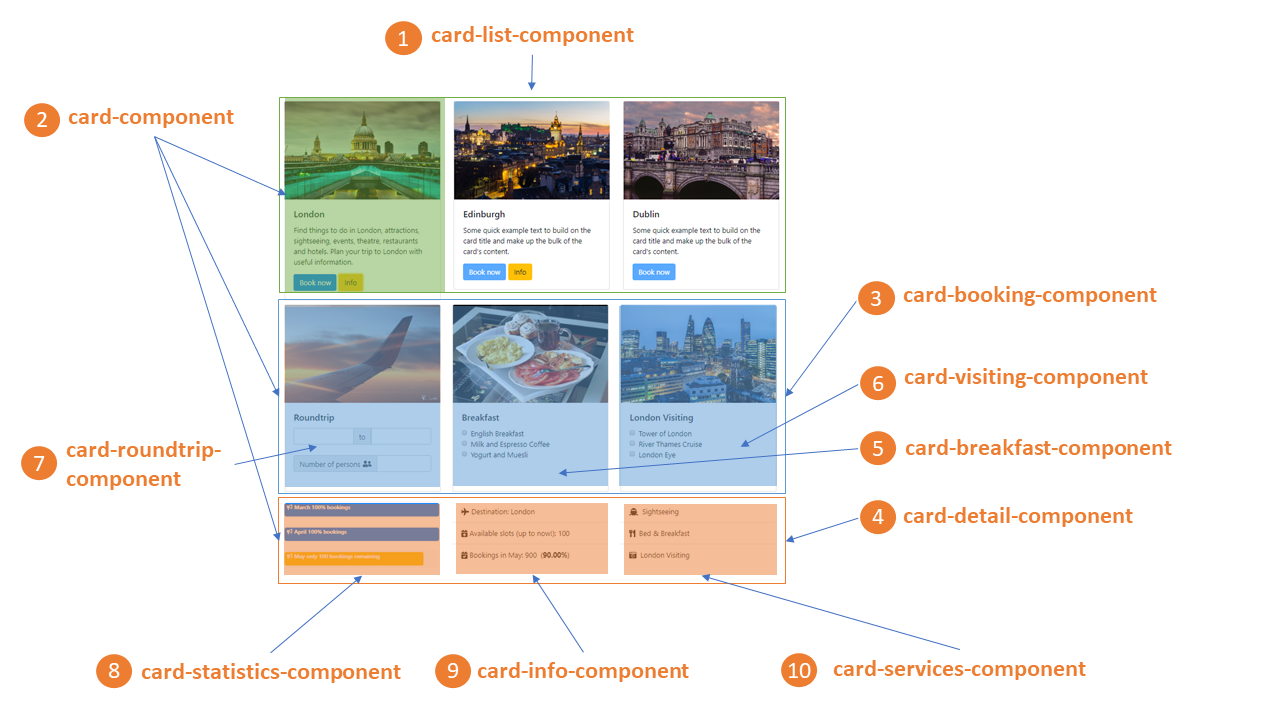 1 card-list-component
2 card-component
London
Find things to do in London, attractions,
sightseeing, events, theatre, restaurants
and hotels. Plan your trip to London with
useful information.
Book now Info
Edinburgh
Some quick example text to build on the
card title and make up the bulk of the
card's content.
Book now Info
Dublin
Some quick example text to build on the
card title and make up the bulk of the
card's content.
Book now
3 card-booking-component
6 card-visiting-component
5 card-breakfast-component
4 card-detail-component
7 card-roundtrip-
component
Roundtrip
to
Number of persons
Breakfast
English Breakfast
Milk and Espresso Coffee
Yogurt and Muesli
London Visiting
Tower of London
River Thames Cruise
London Eye
March 100% bookings
April 100% bookings
May only 100 bookings remaining
Destination: London
Available slots (up to now!): 100
Bookings in May: 900 (90.00%)
Sightseeing
Bed & Breakfast
London Visiting
8 card-statistics-component
9 card-info-component
10 card-services-component